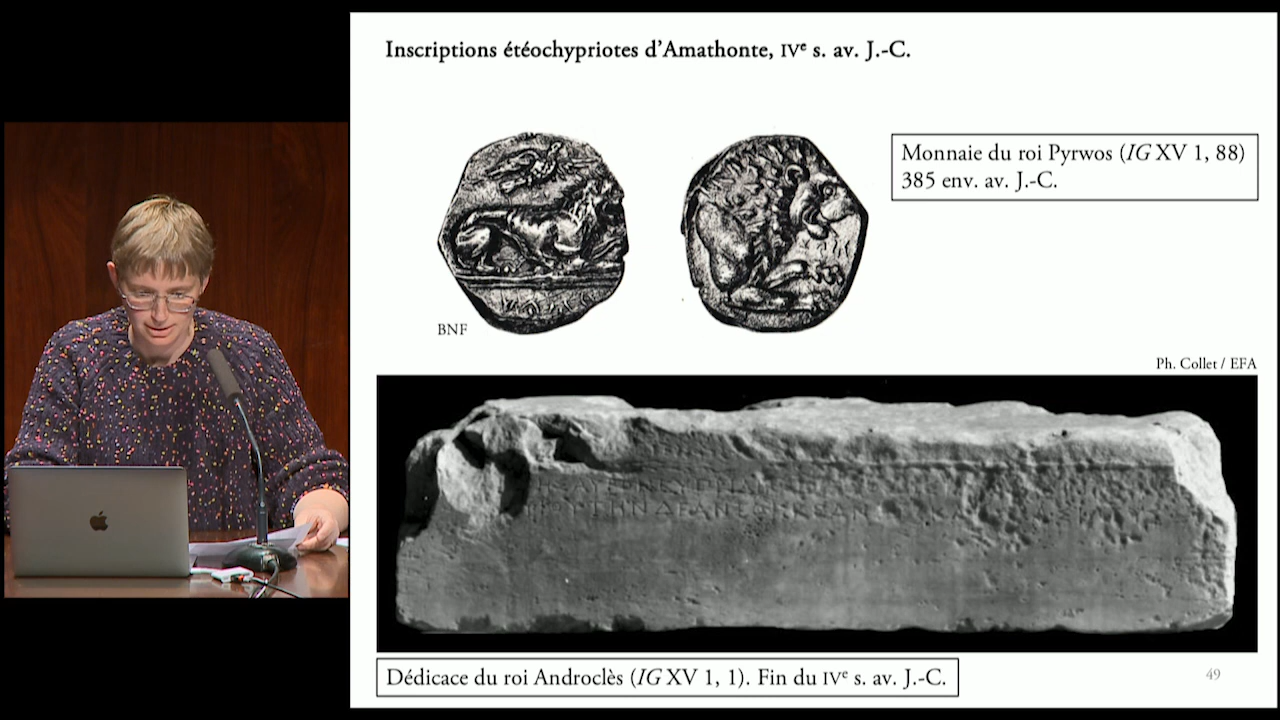 Inscriptions étéochypriotes d’Amathonte, IVᵉ s. av. J.-C.
Monnaie du roi Pyrwos (IG XV 1, 88)
385 env. av. J.-C.
BNF
Ph. Collet / EFA
Dédicace du roi Androclès (IG XV 1, 1). Fin du IVᵉ s. av. J.-C.
49